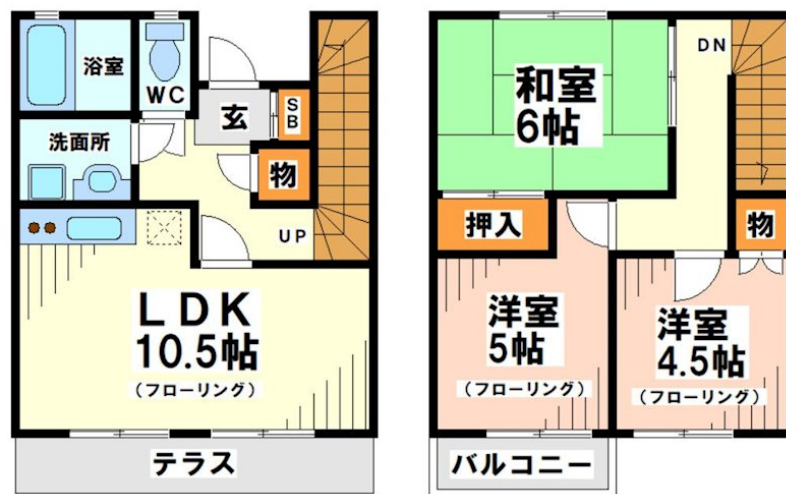 浴室
WC
玄
SB
洗面所
物
UP
LDK
10.5帖
(フローリング)
テラス
DN
和室
6帖
押入
物
洋室
5帖
(フローリング)
洋室
4.5帖
(フローリング)
バルコニー